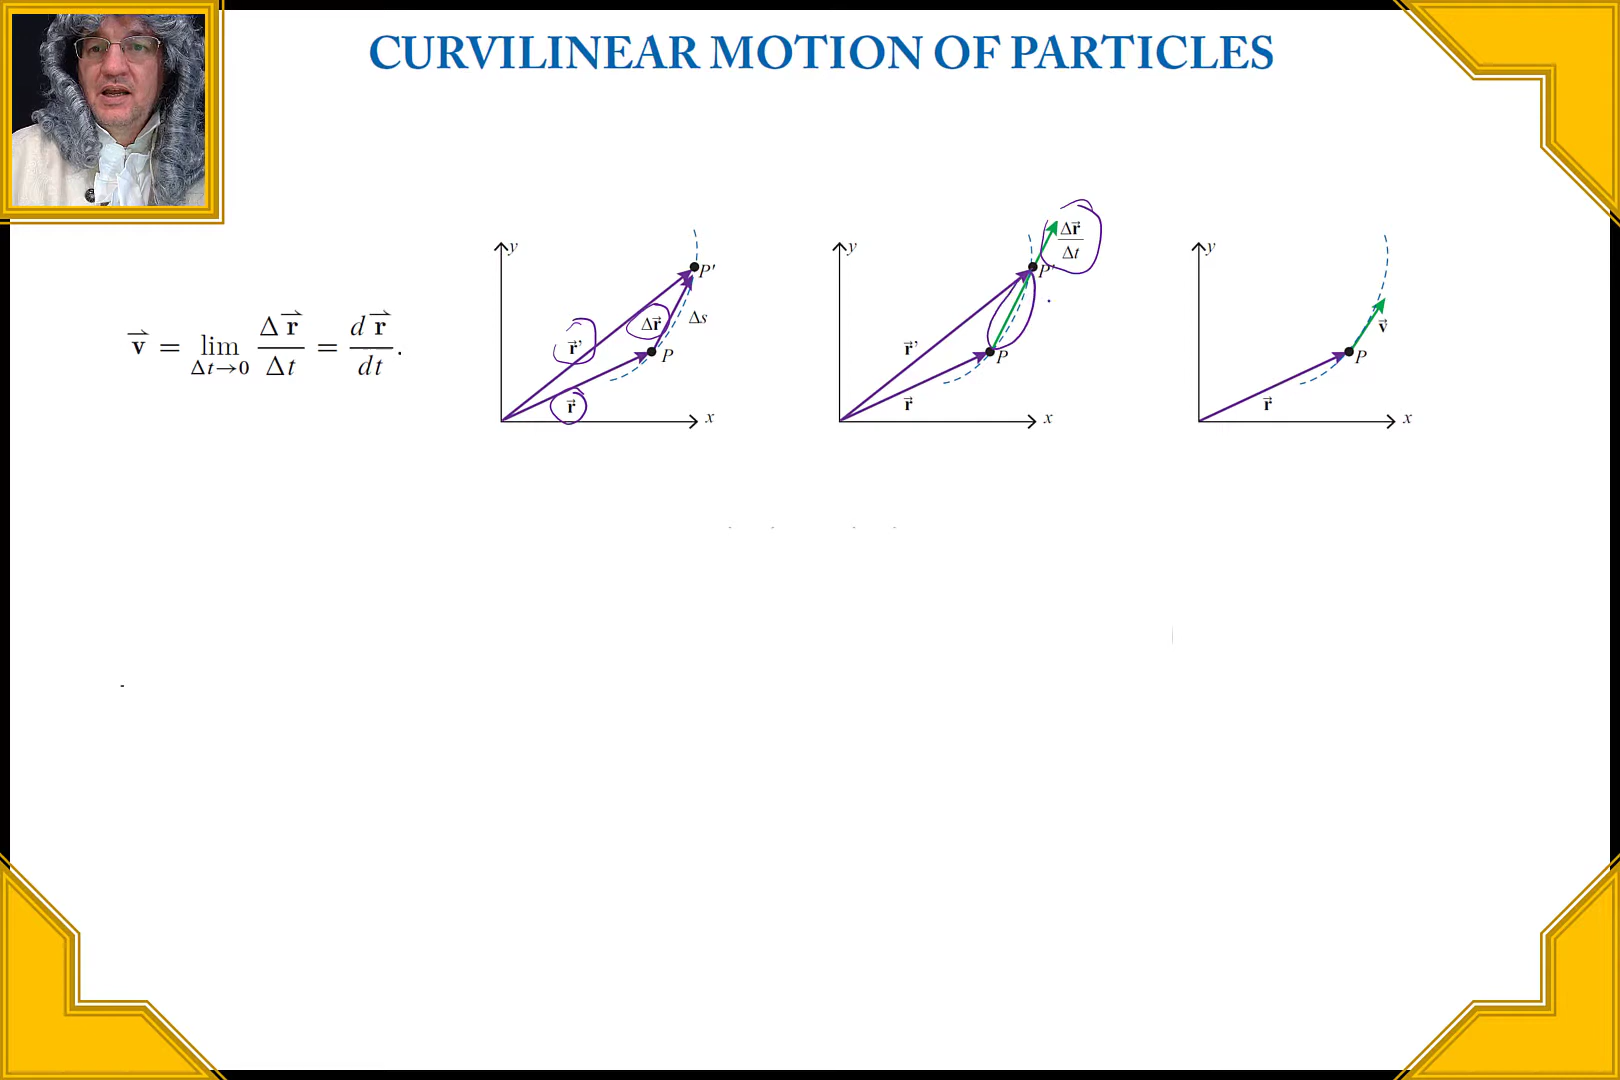 CURVILINEAR MOTION OF PARTICLES
v⃗ = lim Δt→0 Δr⃗/Δt = dr⃗/dt.
y
P'
Δr⃗
Δs
r⃗'
P
r⃗
x
y
Δr⃗/Δt
P'
r⃗'
P
r⃗
x
y
v⃗
P
r⃗
x